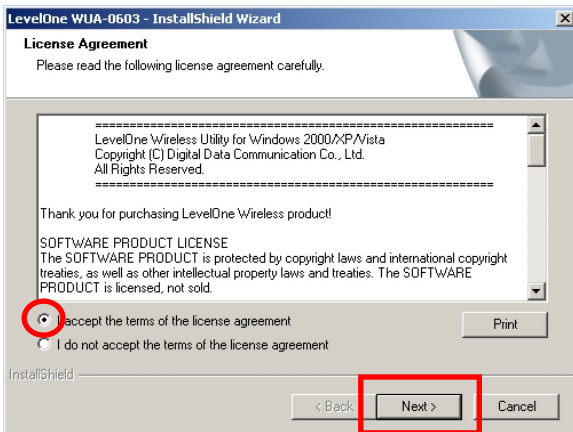 LevelOne WUA-0603 - InstallShield Wizard
License Agreement
Please read the following license agreement carefully.
================================================================
LevelOne Wireless Utility for Windows 2000/XP/Vista
Copyright (C) Digital Data Communication Co., Ltd.
All Rights Reserved.
================================================================
Thank you for purchasing LevelOne Wireless product!
SOFTWARE PRODUCT LICENSE
The SOFTWARE PRODUCT is protected by copyright laws and international copyright
treaties, as well as other intellectual property laws and treaties. The SOFTWARE
PRODUCT is licensed, not sold.
I accept the terms of the license agreement
Print
I do not accept the terms of the license agreement
InstallShield
< Back
Next >
Cancel